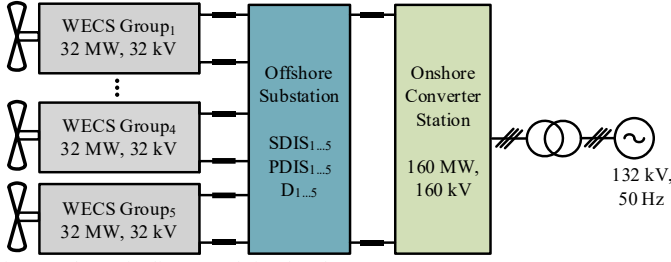 WECS Group₁
32 MW, 32 kV
WECS Group₄
32 MW, 32 kV
WECS Group₅
32 MW, 32 kV
Offshore
Substation
SDIS₁...₅
PDIS₁...₅
D₁...₅
Onshore
Converter
Station
160 MW,
160 kV
132 kV,
50 Hz